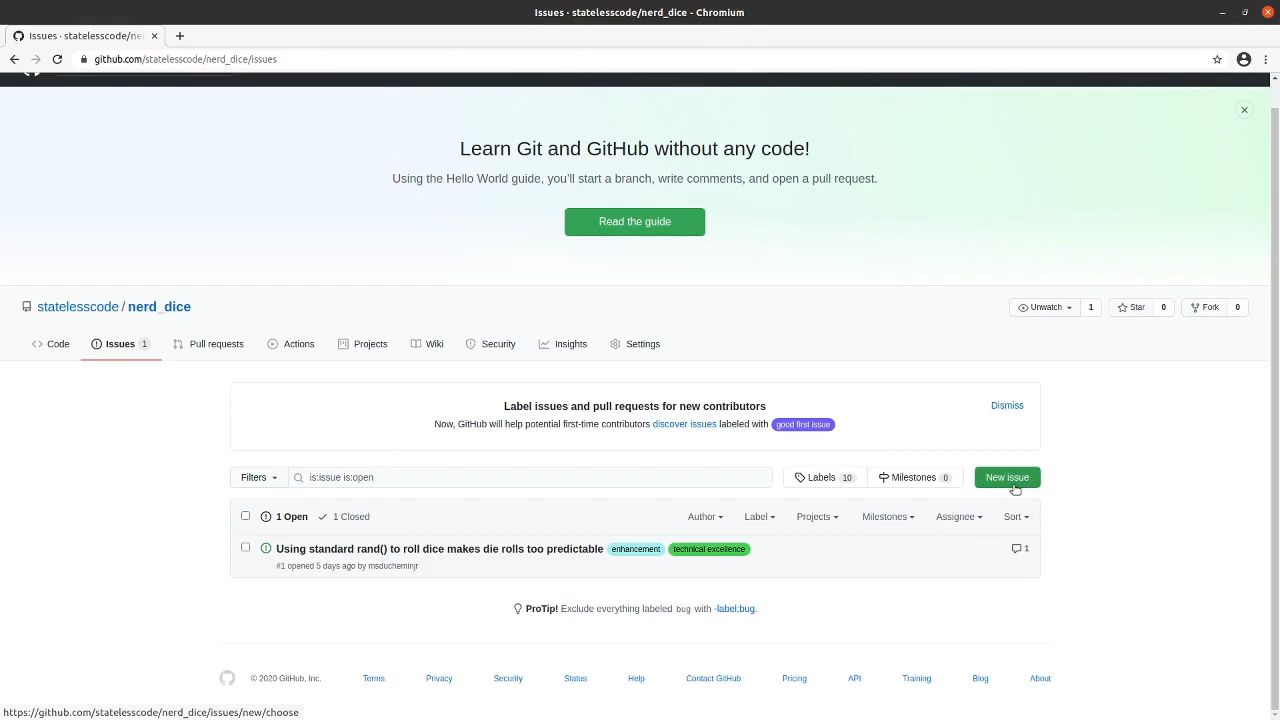 Issues · statelesscode/nerd_dice - Chromium
Issues · statelesscode/ner
github.com/statelesscode/nerd_dice/issues
Learn Git and GitHub without any code!
Using the Hello World guide, you'll start a branch, write comments, and open a pull request.
Read the guide
statelesscode / nerd_dice
Unwatch 1 Star 0 Fork 0
Code Issues 1 Pull requests Actions Projects Wiki Security Insights Settings
Label issues and pull requests for new contributors
Dismiss
Now, GitHub will help potential first-time contributors discover issues labeled with good first issue
Filters is:issue is:open Labels 10 Milestones 0 New issue
1 Open 1 Closed Author Label Projects Milestones Assignee Sort
Using standard rand() to roll dice makes die rolls too predictable enhancement technical excellence 1
#1 opened 5 days ago by msducheminjr
ProTip! Exclude everything labeled bug with -label:bug.
© 2020 GitHub, Inc. Terms Privacy Security Status Help Contact GitHub Pricing API Training Blog About
https://github.com/statelesscode/nerd_dice/issues/new/choose